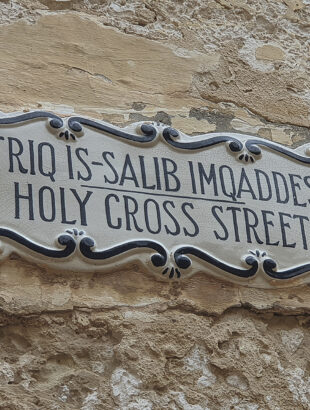 TRIQ IS-SALIB IMQADDES
HOLY CROSS STREET